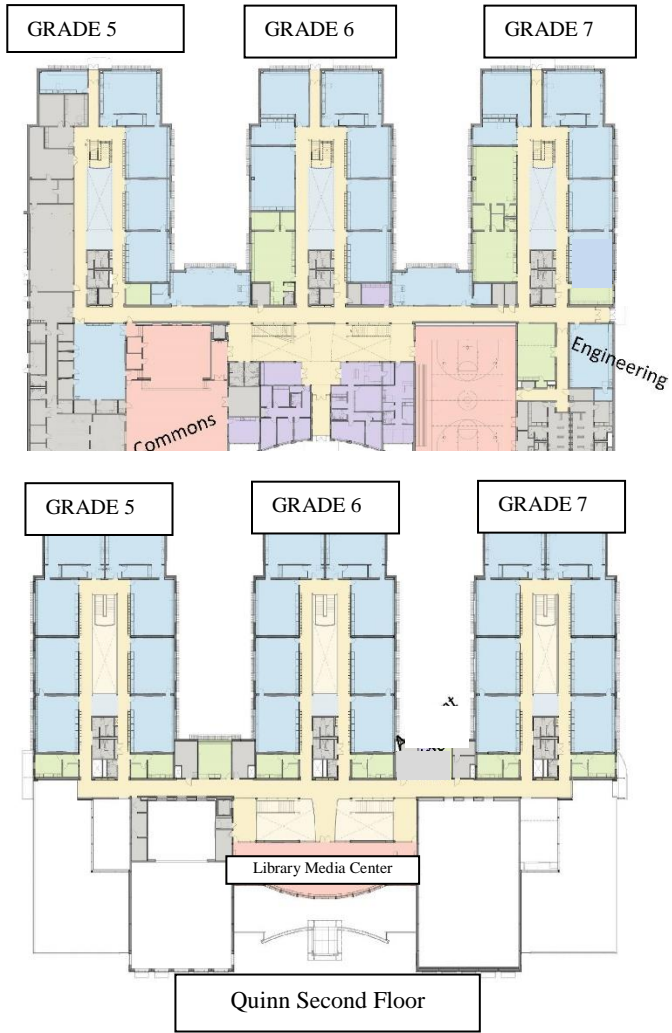 GRADE 5
GRADE 6
GRADE 7
Engineering
Commons
GRADE 5
GRADE 6
GRADE 7
Library Media Center
Quinn Second Floor